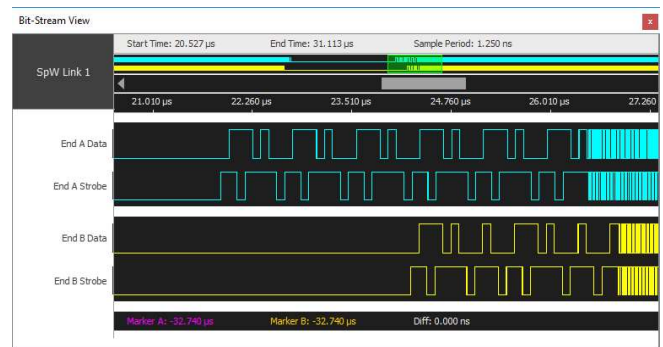 Bit-Stream View x
Start Time: 20.527 µs End Time: 31.113 µs Sample Period: 1.250 ns
SpW Link 1
21.010 µs 22.260 µs 23.510 µs 24.760 µs 26.010 µs 27.260
End A Data
End A Strobe
End B Data
End B Strobe
Marker A: -32.740 µs Marker B: -32.740 µs Diff: 0.000 ns